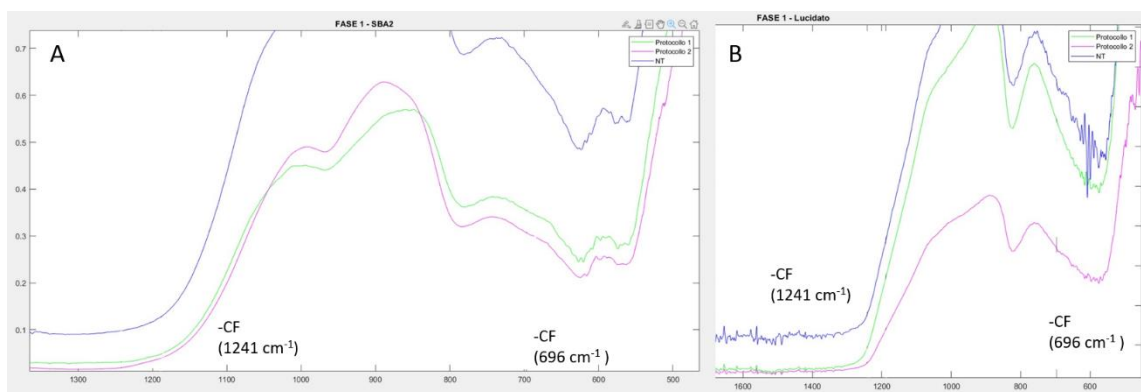 FASE 1 - SBA2
A
Protocollo 1
Protocollo 2
NT
0.7
0.6
0.5
0.4
0.3
0.2
0.1
-CF
(1241 cm-1)
-CF
(696 cm-1)
1300 1200 1100 1000 900 800 700 600 500
FASE 1 - Lucidato
B
Protocollo 1
Protocollo 2
NT
-CF
(1241 cm-1)
-CF
(696 cm-1)
1600 1400 1200 1000 800 600